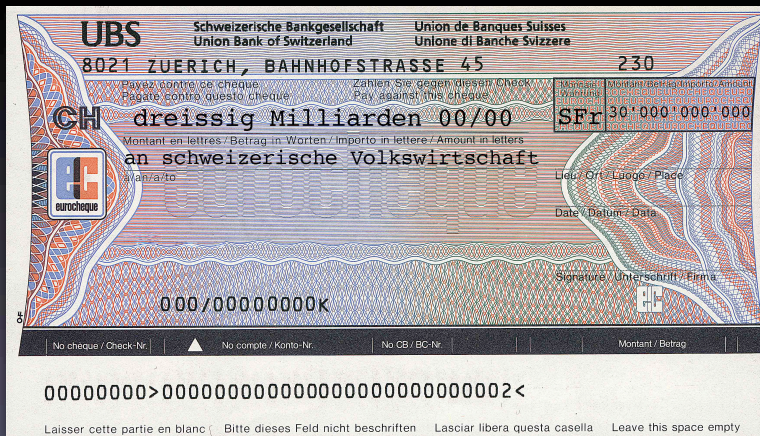 UBS Schweizerische Bankgesellschaft Union de Banques Suisses
Union Bank of Switzerland Unione di Banche Svizzere
8021 ZUERICH, BAHNHOFSTRASSE 45 230
Payez contre ce chèque Zahlen Sie gegen diesen Check Monnaie Montant/Betrag/Importo/Amount
Pagate contro questo cheque Pay against this cheque Währung
CH dreissig Milliarden 00/00 SFr 30'000'000'000
Montant en lettres / Betrag in Worten / Importo in lettere / Amount in letters
an schweizerische Volkswirtschaft
a/an/a/to Lieu / Ort / Luogo / Place
ec
eurocheque
Date / Datum / Data
Signature / Unterschrift / Firma
000/00000000K ec
OF
No chèque / Check-Nr. No compte / Konto-Nr. No CB / BC-Nr. Montant / Betrag
00000000>000000000000000000000000002<
Laisser cette partie en blanc Bitte dieses Feld nicht beschriften Lasciar libera questa casella Leave this space empty